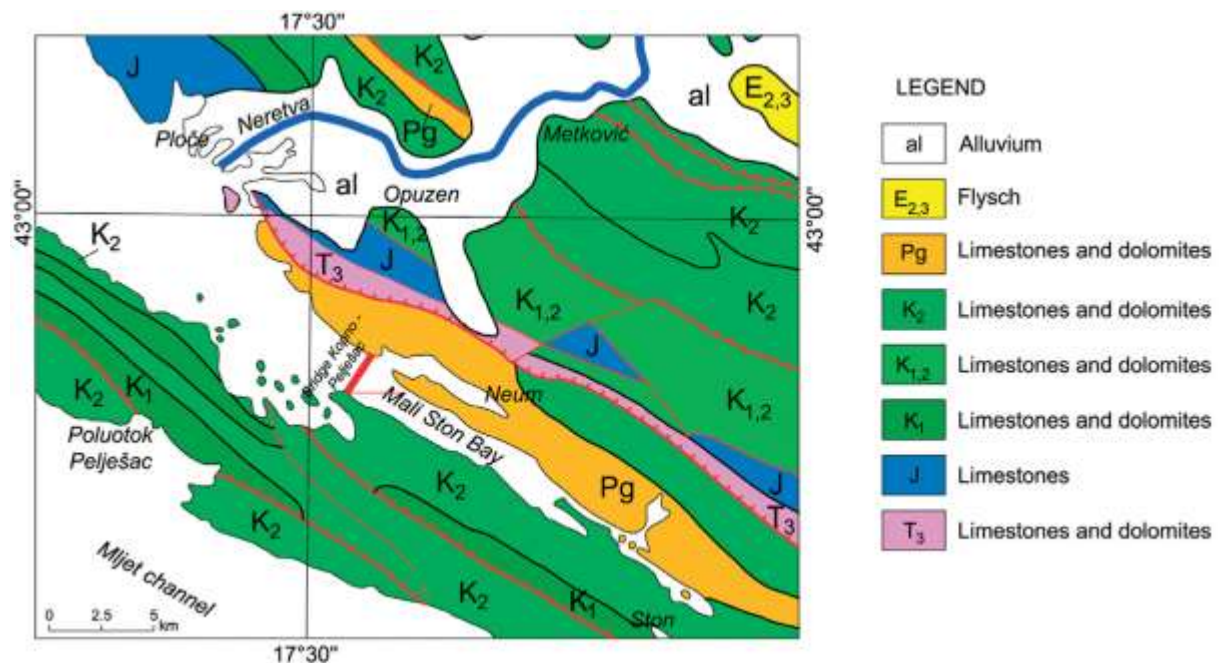 17°30"
J
K₂
K₂
Pg
al
E₂,₃
Neretva
Ploče
Metković
al
Opuzen
43°00"
43°00"
K₂
K₁,₂
K₂
T₃
J
K₁,₂
K₂
J
Bridge Kopno -
Pelješac
K₁
K₂
Neum
Mali Ston Bay
K₁,₂
Poluotok
Pelješac
K₂
Pg
J
K₂
T₃
Mljet channel
K₂
K₁
Ston
0 2.5 5
km
17°30"
LEGEND
al Alluvium
E₂,₃ Flysch
Pg Limestones and dolomites
K₂ Limestones and dolomites
K₁,₂ Limestones and dolomites
K₁ Limestones and dolomites
J Limestones
T₃ Limestones and dolomites